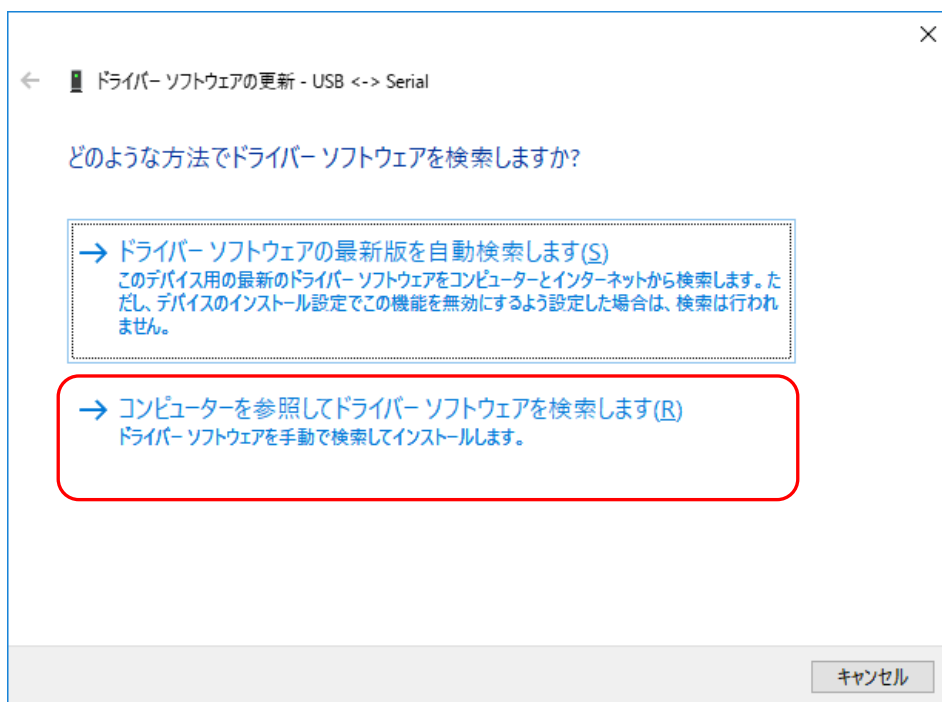 ドライバー ソフトウェアの更新 - USB <-> Serial
どのような方法でドライバー ソフトウェアを検索しますか?
ドライバー ソフトウェアの最新版を自動検索します(S)
このデバイス用の最新のドライバー ソフトウェアをコンピューターとインターネットから検索します。た
だし、デバイスのインストール設定でこの機能を無効にするよう設定した場合は、検索は行われ
ません。
コンピューターを参照してドライバー ソフトウェアを検索します(R)
ドライバー ソフトウェアを手動で検索してインストールします。
キャンセル